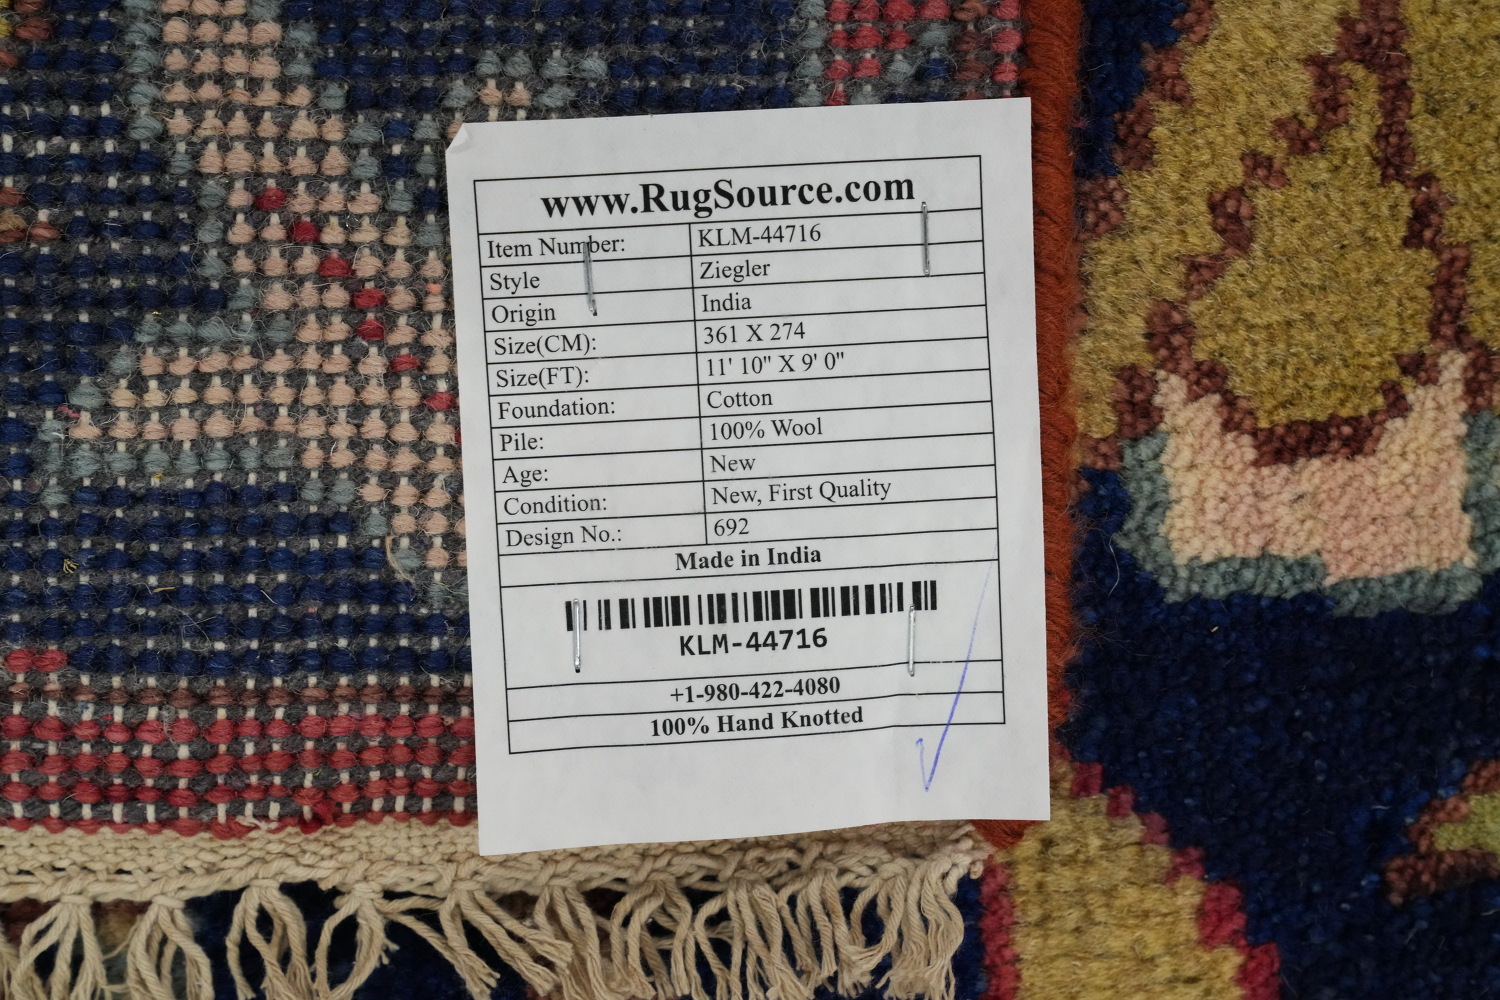 www.RugSource.com
Item Number: KLM-44716
Style Ziegler
Origin India
Size(CM): 361 X 274
Size(FT): 11' 10" X 9' 0"
Foundation: Cotton
Pile: 100% Wool
Age: New
Condition: New, First Quality
Design No.: 692
Made in India
KLM-44716
+1-980-422-4080
100% Hand Knotted